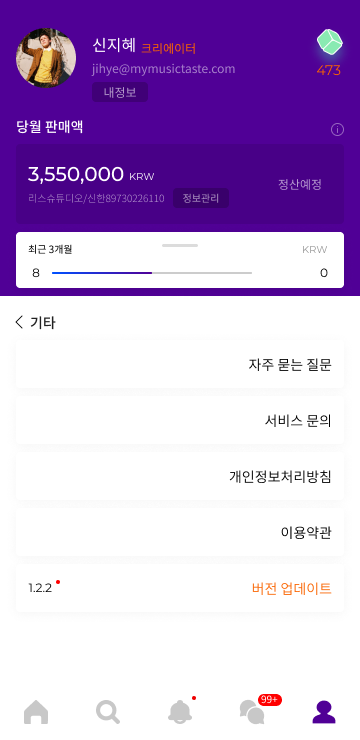 신지혜 크리에이터
jihye@mymusictaste.com
내정보
473
당월 판매액
3,550,000 KRW
정산예정
리스슈튜디오/신한89730226110 정보관리
최근 3개월 KRW
8 0
기타
자주 묻는 질문
서비스 문의
개인정보처리방침
이용약관
1.2.2 버전 업데이트
99+